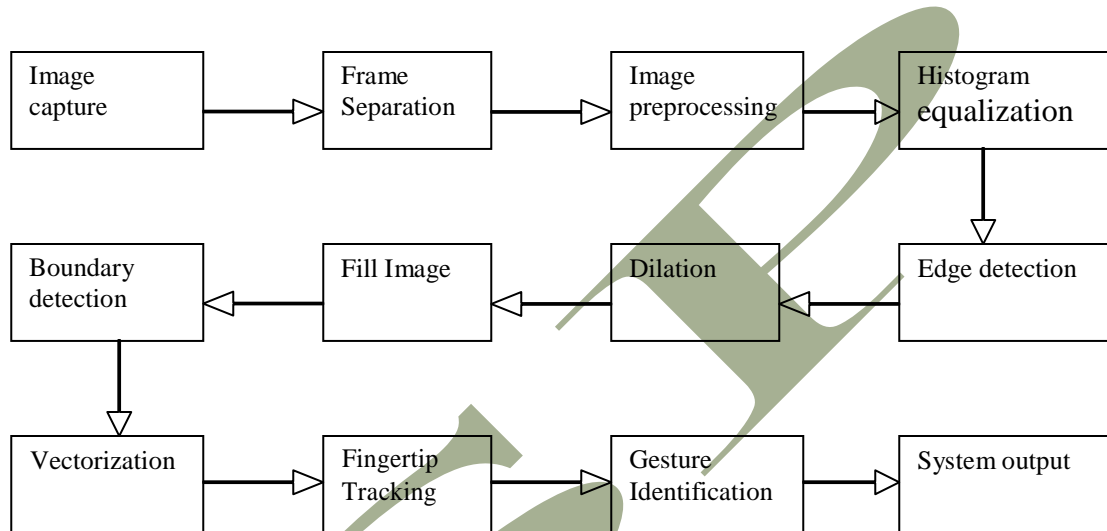 Image
capture
Frame
Separation
Image
preprocessing
Histogram
equalization
Boundary
detection
Fill Image
Dilation
Edge detection
Vectorization
Fingertip
Tracking
Gesture
Identification
System output